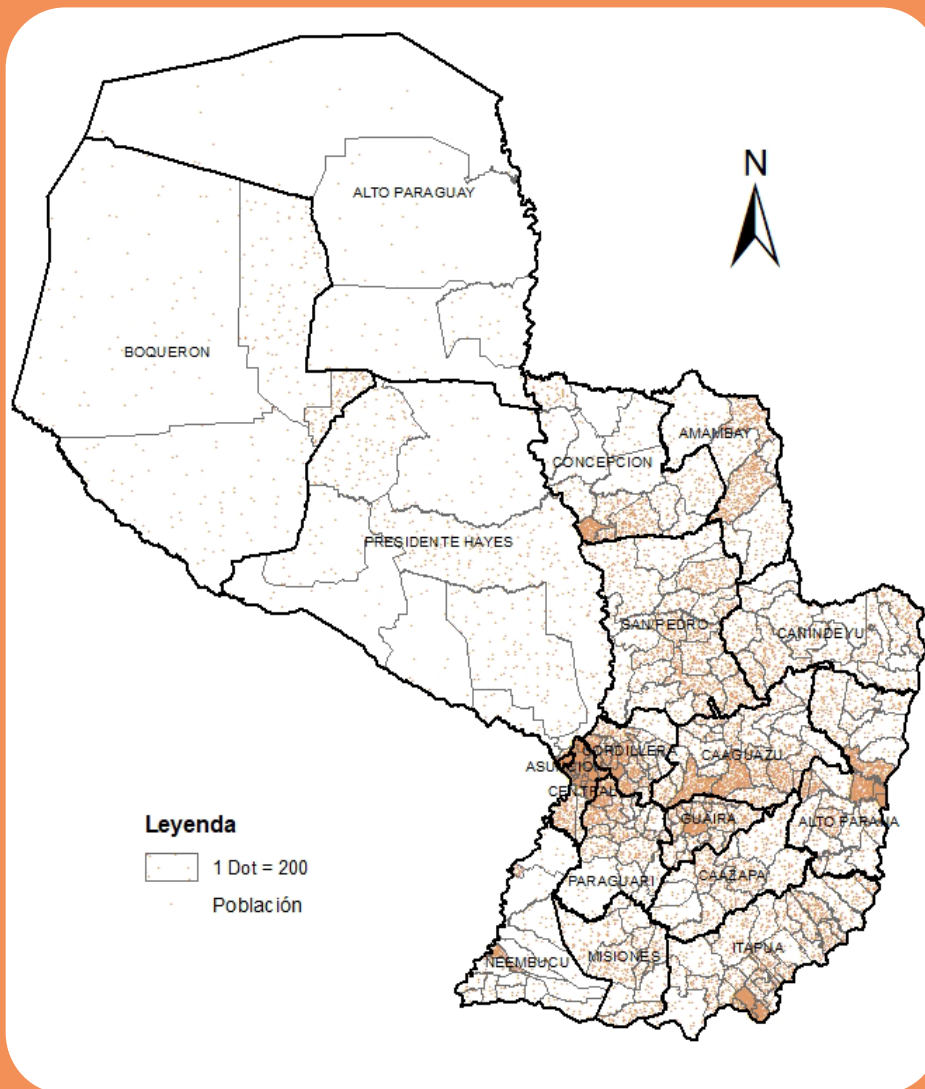 N
ALTO PARAGUAY
BOQUERON
AMAMBAY
CONCEPCION
PRESIDENTE HAYES
SAN PEDRO
CANINDEYU
CORDILLERA
CAAGUAZU
ASUNCION
CENTRAL
GUAIRA
ALTO PARANA
CAAZAPA
PARAGUARI
ITAPUA
MISIONES
NEEMBUCU
Leyenda
1 Dot = 200
Población